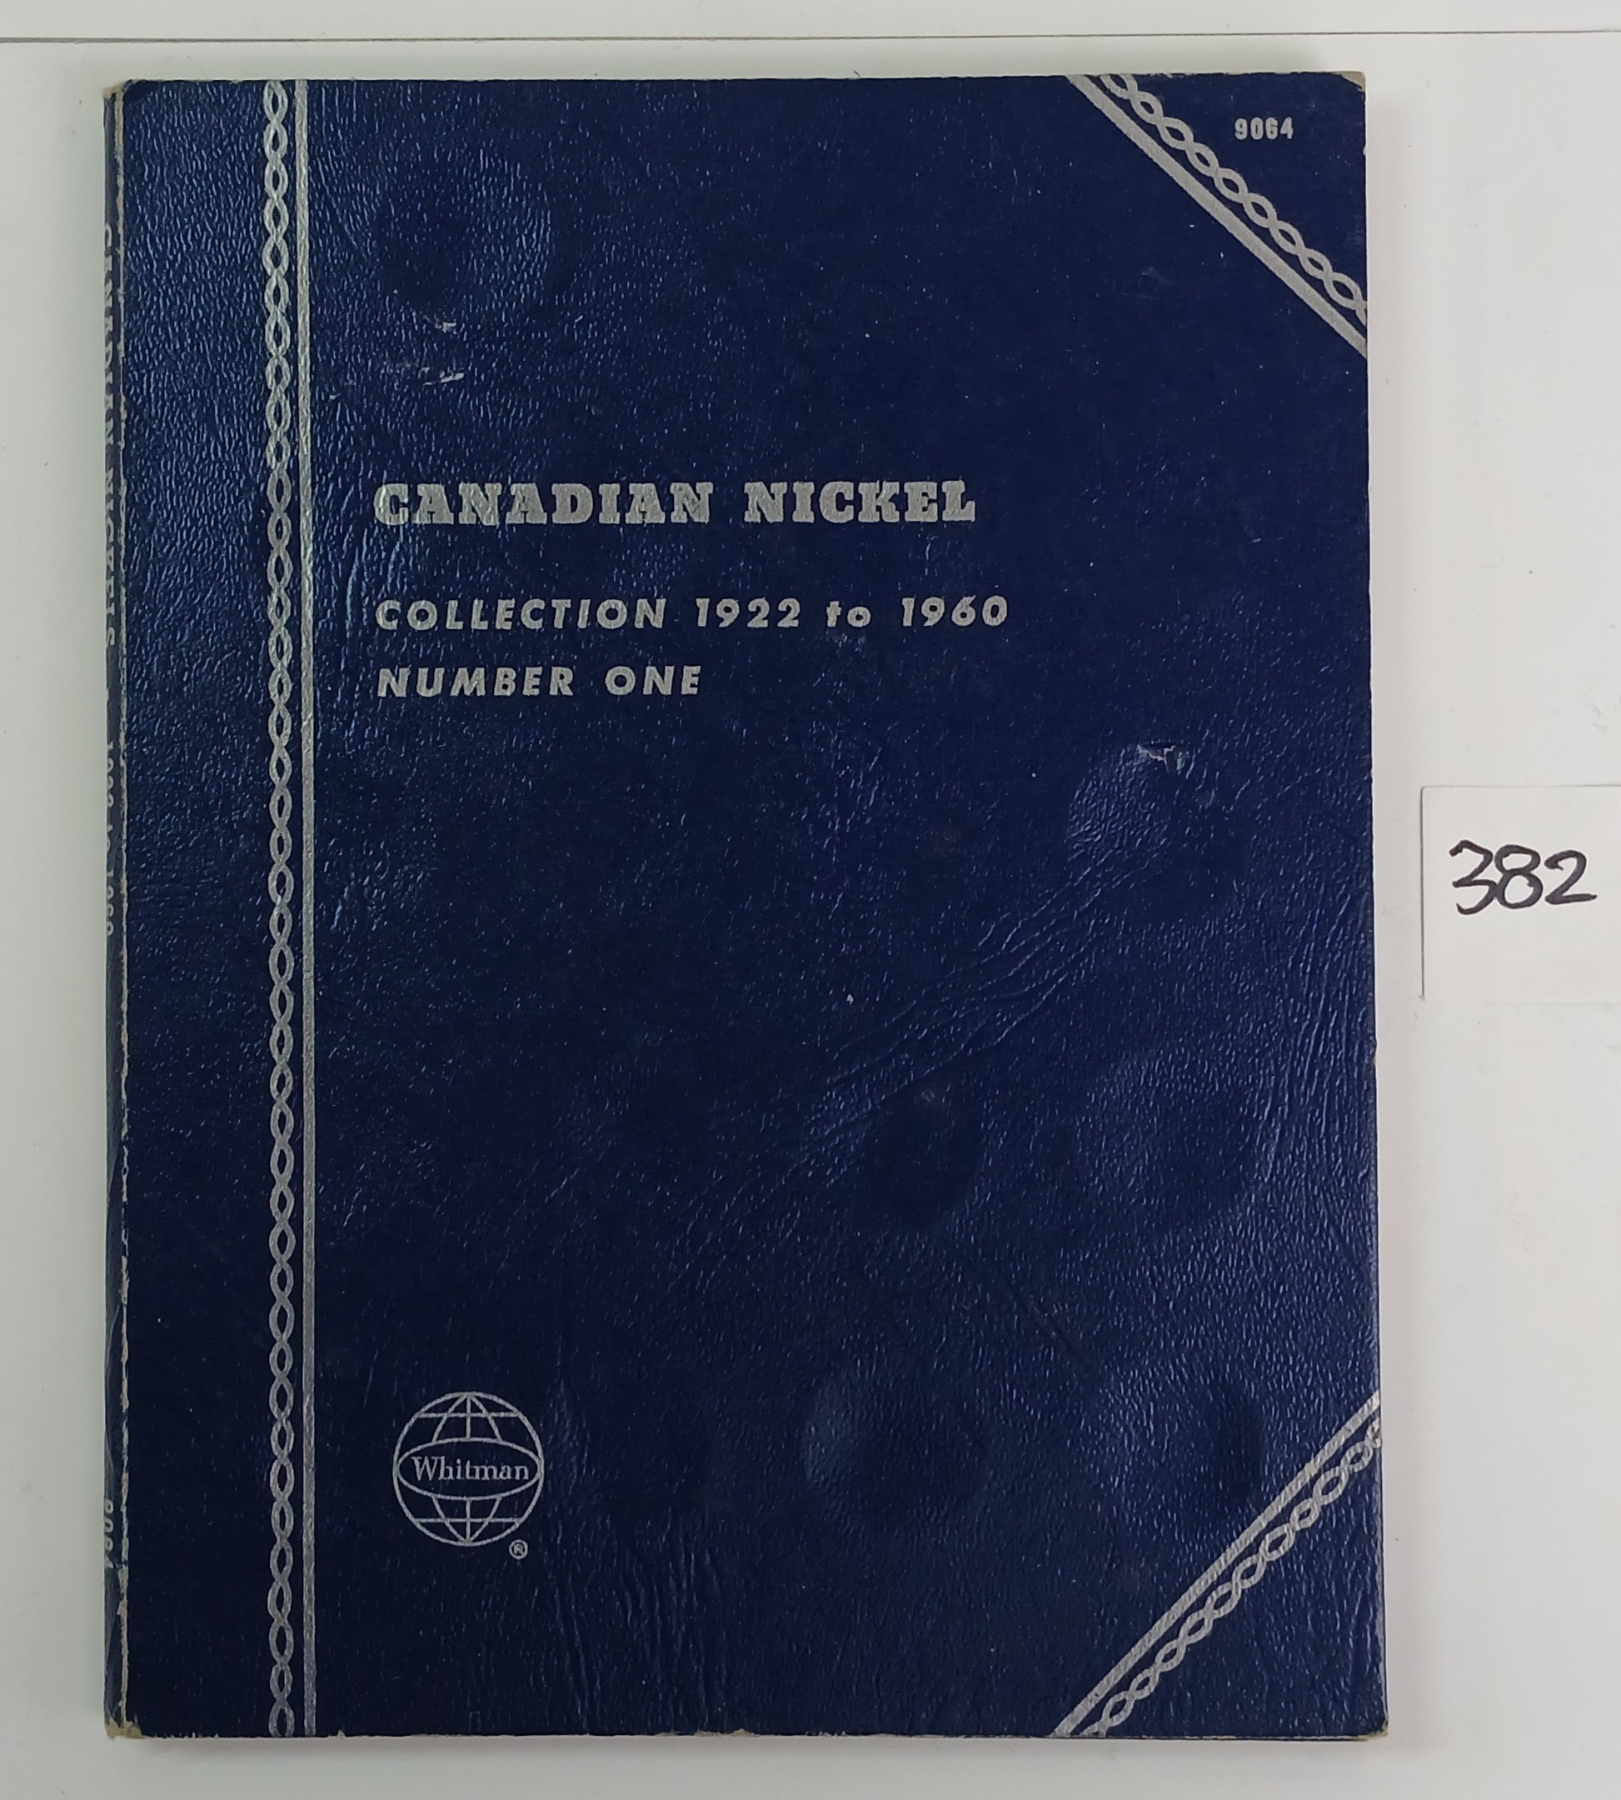 9064
CANADIAN NICKEL
COLLECTION 1922 to 1960
NUMBER ONE
Whitman
®
382